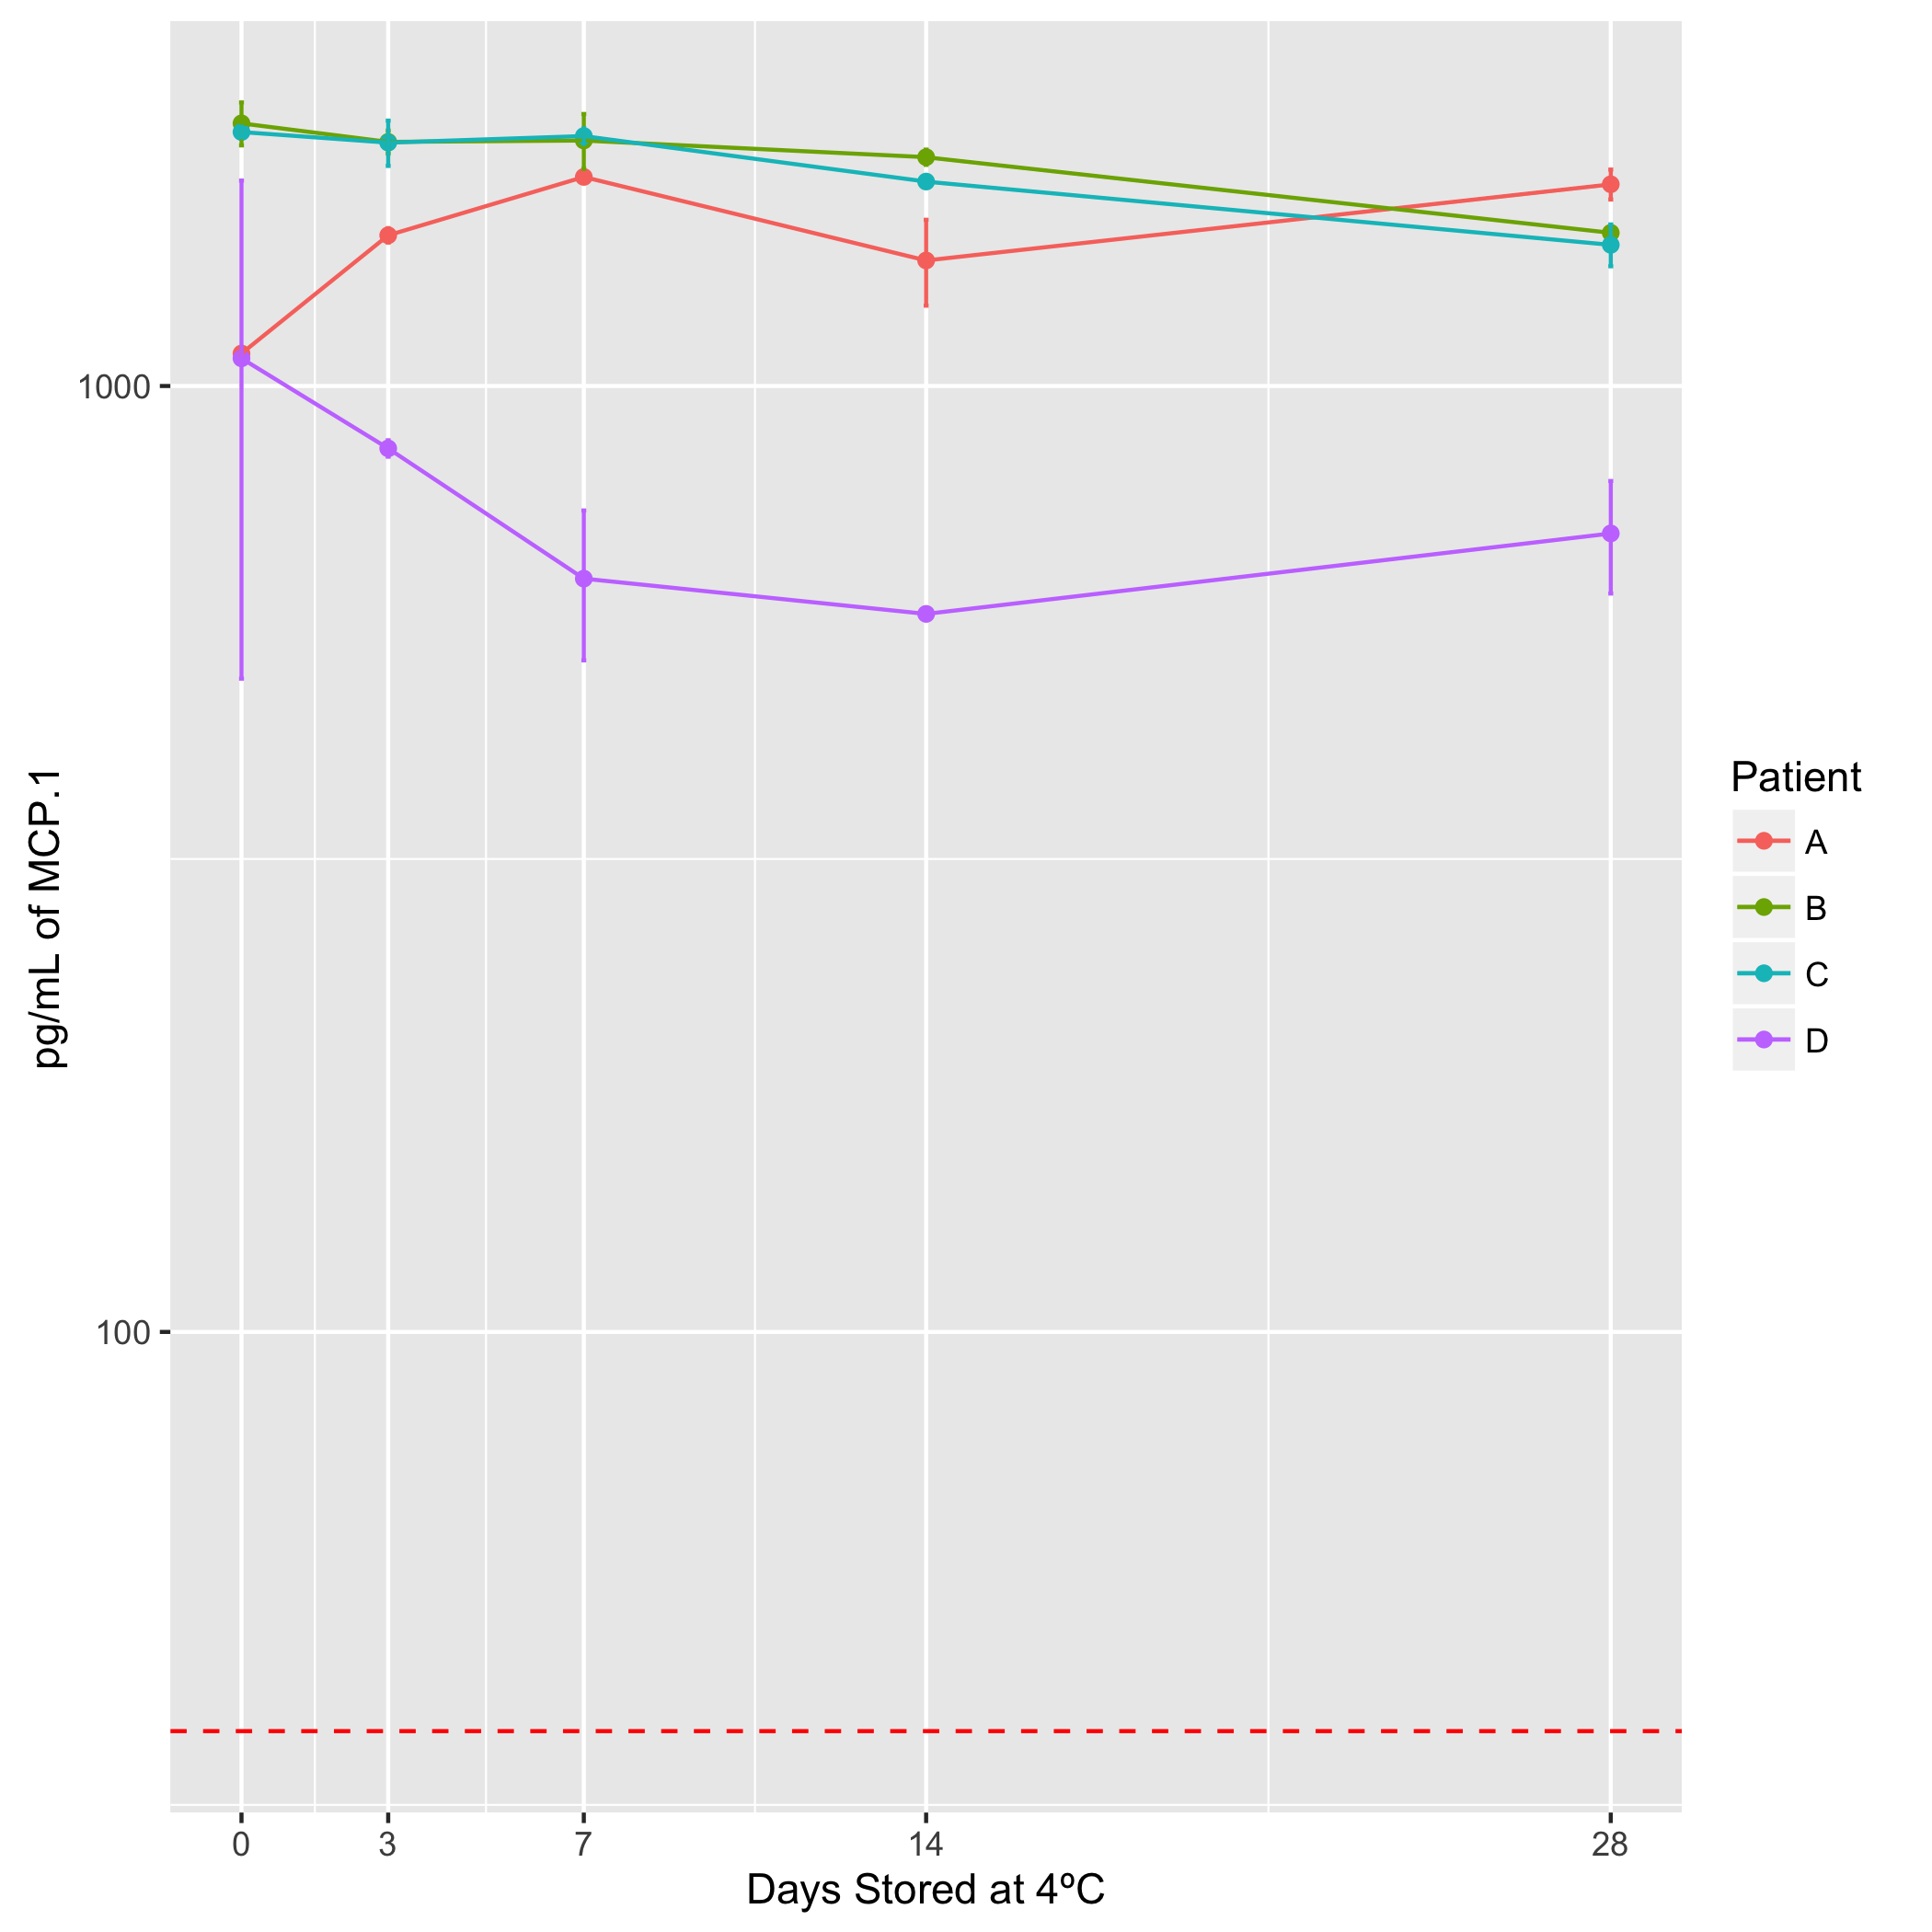 pg/mL of MCP.1
1000
100
0 3 7 14 28
Days Stored at 4ºC
Patient
A
B
C
D